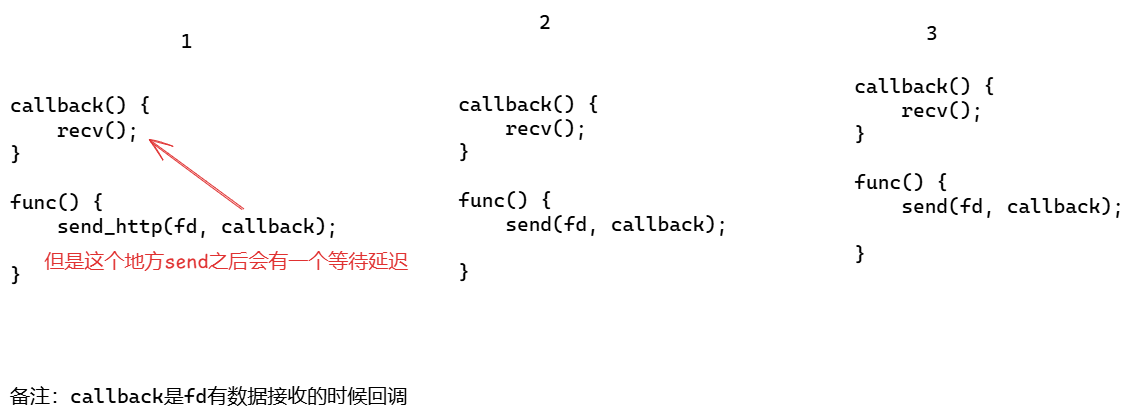 1
callback() {
    recv();
}
func() {
    send_http(fd, callback);
但是这个地方send之后会有一个等待延迟
}
2
callback() {
    recv();
}
func() {
    send(fd, callback);
}
3
callback() {
    recv();
}
func() {
    send(fd, callback);
}
备注：callback是fd有数据接收的时候回调